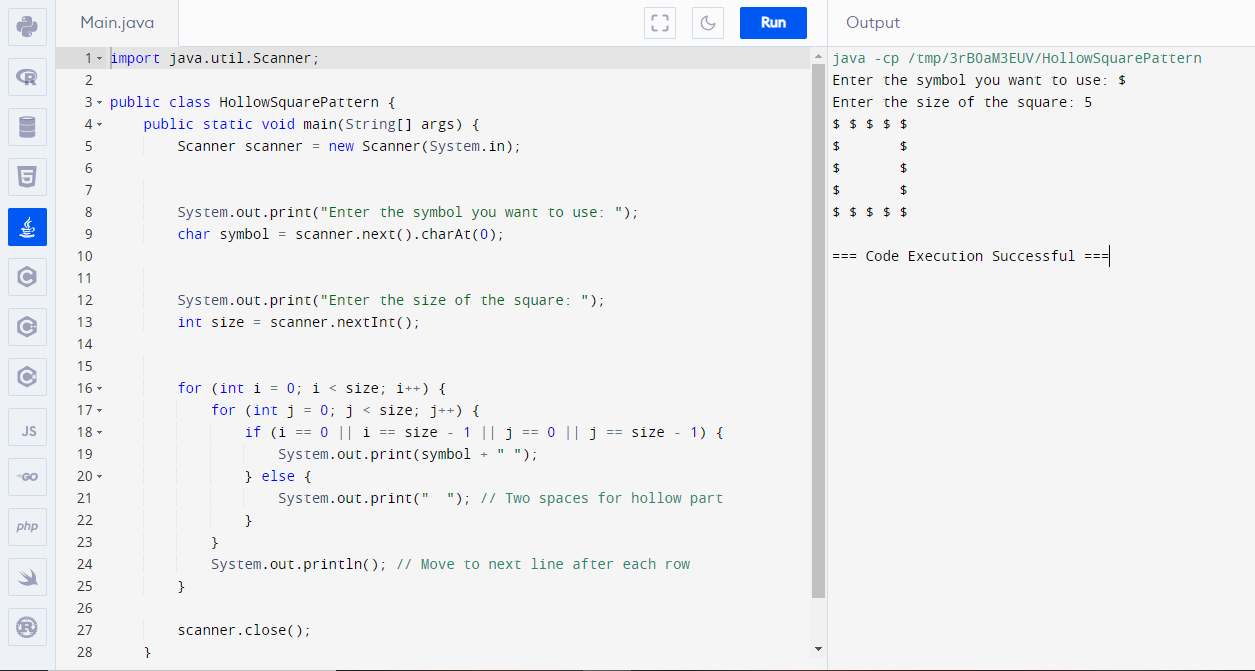 Main.java
Run
Output
1 import java.util.Scanner;
2
3 public class HollowSquarePattern {
4     public static void main(String[] args) {
5         Scanner scanner = new Scanner(System.in);
6
7
8         System.out.print("Enter the symbol you want to use: ");
9         char symbol = scanner.next().charAt(0);
10
11
12         System.out.print("Enter the size of the square: ");
13         int size = scanner.nextInt();
14
15
16         for (int i = 0; i < size; i++) {
17             for (int j = 0; j < size; j++) {
18                 if (i == 0 || i == size - 1 || j == 0 || j == size - 1) {
19                     System.out.print(symbol + " ");
20                 } else {
21                     System.out.print("  "); // Two spaces for hollow part
22                 }
23             }
24             System.out.println(); // Move to next line after each row
25         }
26
27         scanner.close();
28     }
java -cp /tmp/3rBOaM3EUV/HollowSquarePattern
Enter the symbol you want to use: $
Enter the size of the square: 5
$ $ $ $ $
$       $
$       $
$       $
$ $ $ $ $
=== Code Execution Successful ===
R
JS
GO
php